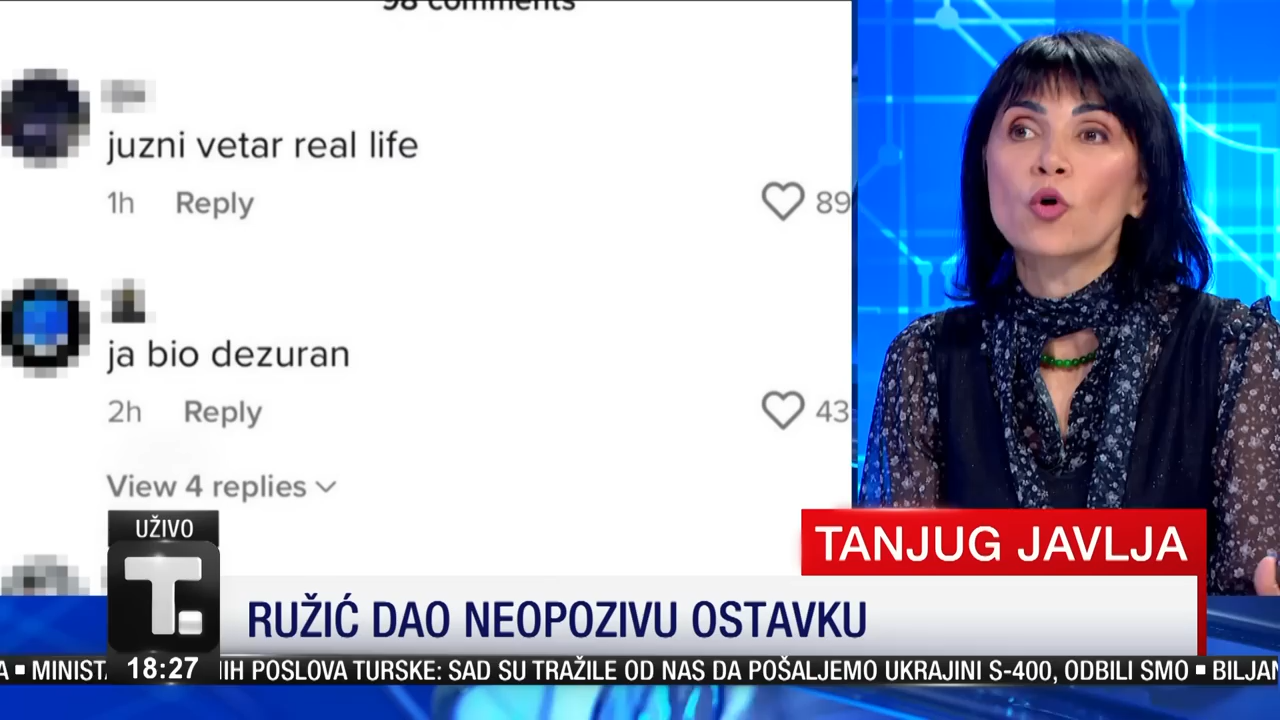 98 comments
juzni vetar real life
1h Reply
89
ja bio dezuran
2h Reply
43
View 4 replies
UŽIVO
T.
TANJUG JAVLJA
RUŽIĆ DAO NEOPOZIVU OSTAVKU
18:27
POSLOVA TURSKE: SAD SU TRAŽILE OD NAS DA POŠALJEMO UKRAJINI S-400, ODBILI SMO ▪